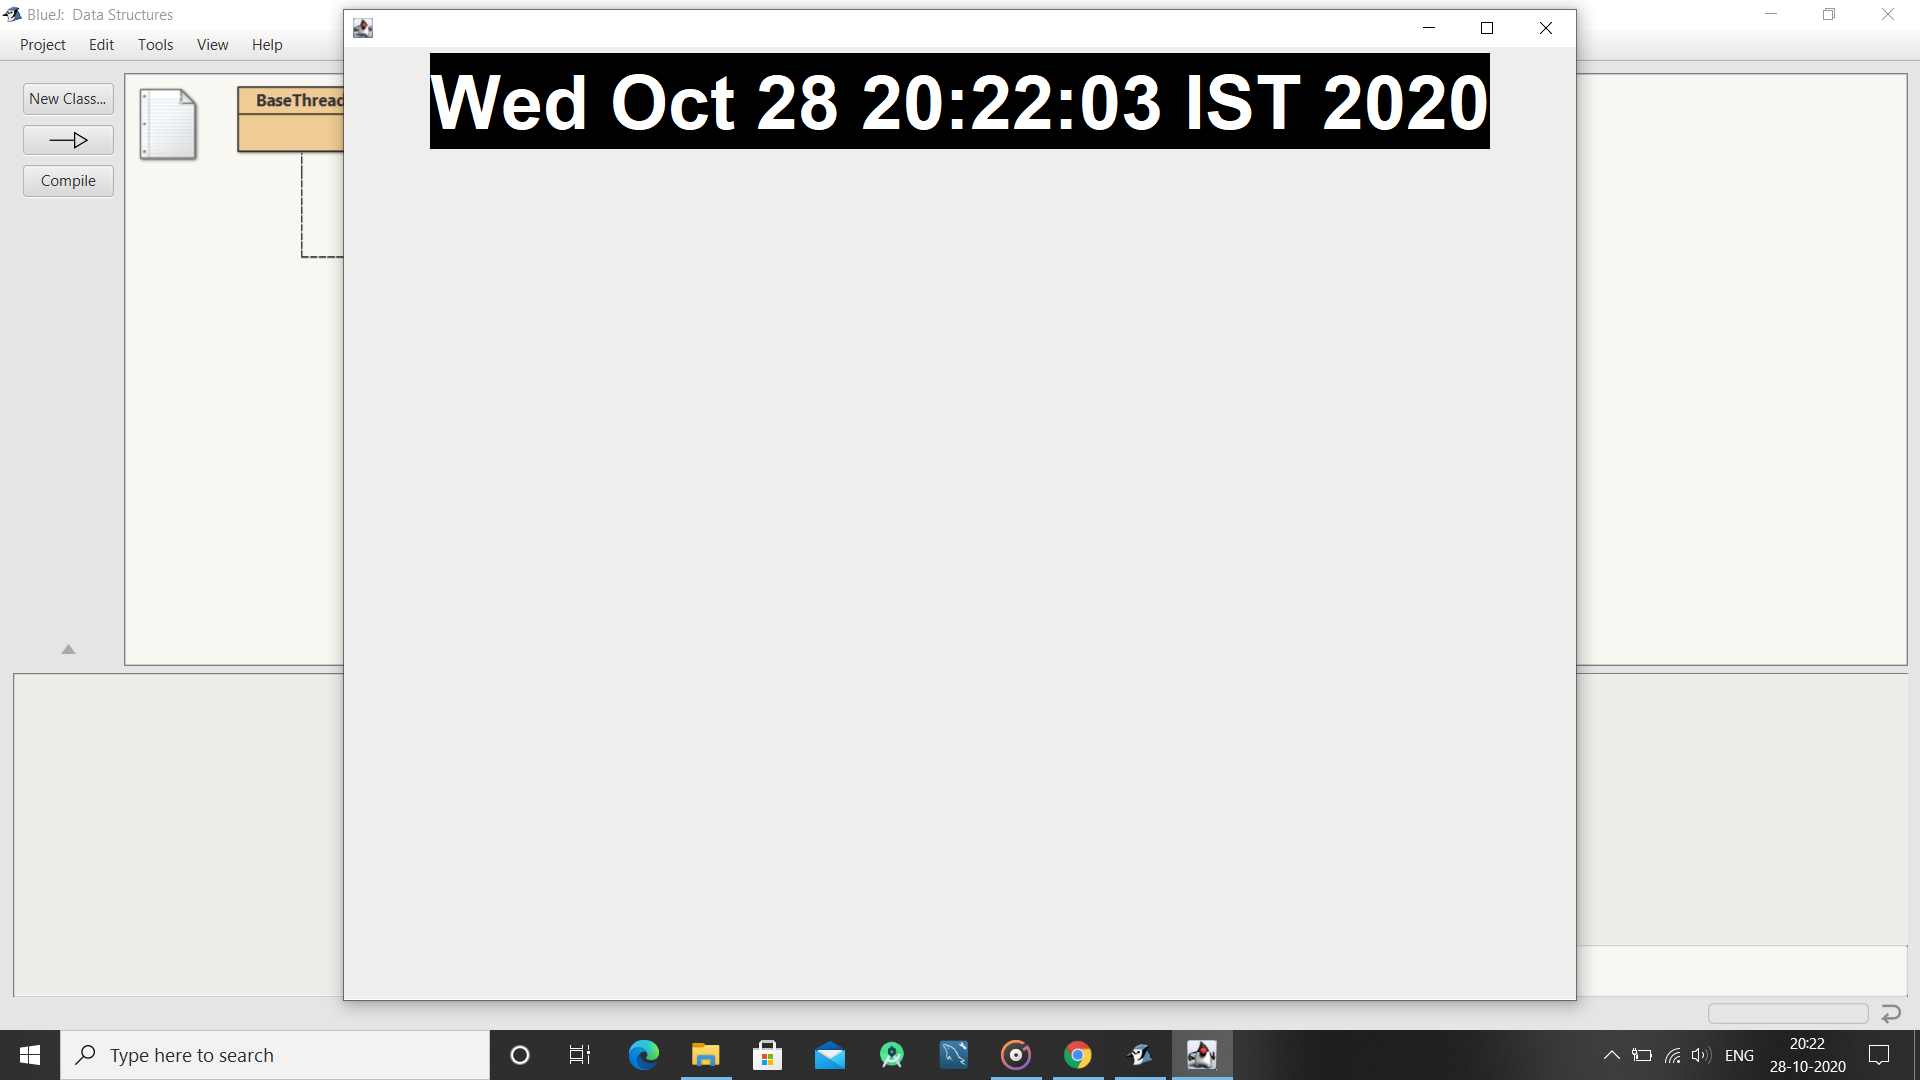 BlueJ:  Data Structures
Project Edit Tools View Help
New Class...
Compile
BaseThread
Wed Oct 28 20:22:03 IST 2020
Type here to search
ENG
20:22
28-10-2020